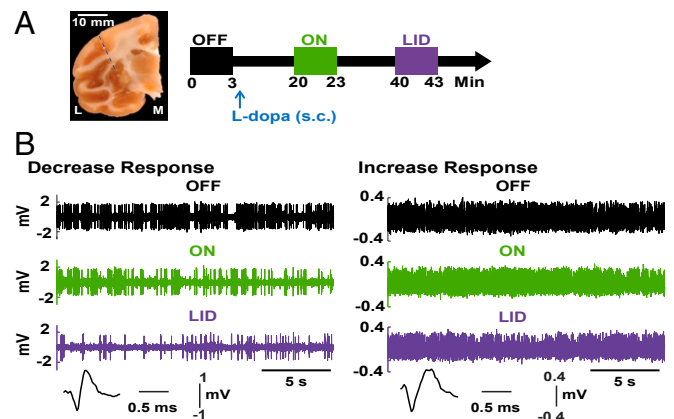 A
10 mm
L M
OFF ON LID
0 3 20 23 40 43 Min
L-dopa (s.c.)
B
Decrease Response
OFF
2
mV
-2
ON
2
mV
-2
LID
2
mV
-2
0.5 ms
1
mV
-1
5 s
Increase Response
OFF
0.4
-0.4
ON
0.4
-0.4
LID
0.4
-0.4
0.5 ms
0.4
mV
-0.4
5 s